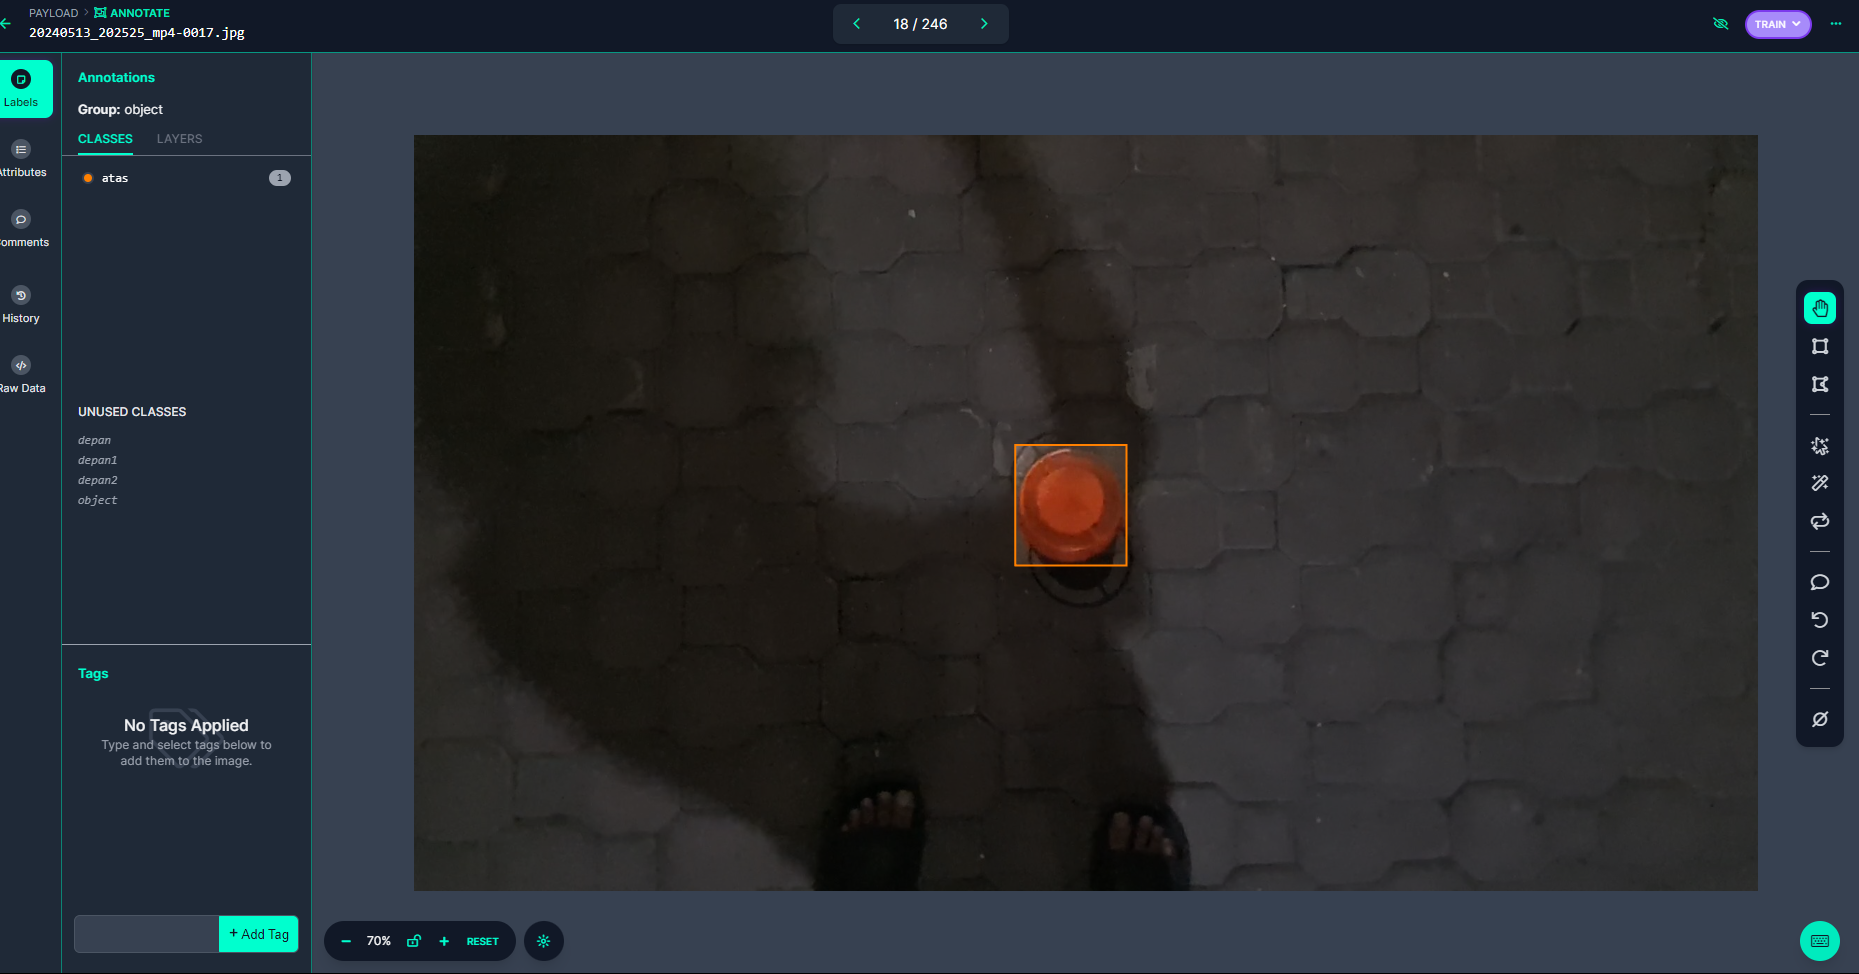 PAYLOAD > ANNOTATE
20240513_202525_mp4-0017.jpg
18 / 246
TRAIN
Labels
Attributes
omments
History
Raw Data
Annotations
Group: object
CLASSES LAYERS
atas 1
UNUSED CLASSES
depan
depan1
depan2
object
Tags
No Tags Applied
Type and select tags below to
add them to the image.
+ Add Tag
70%
RESET